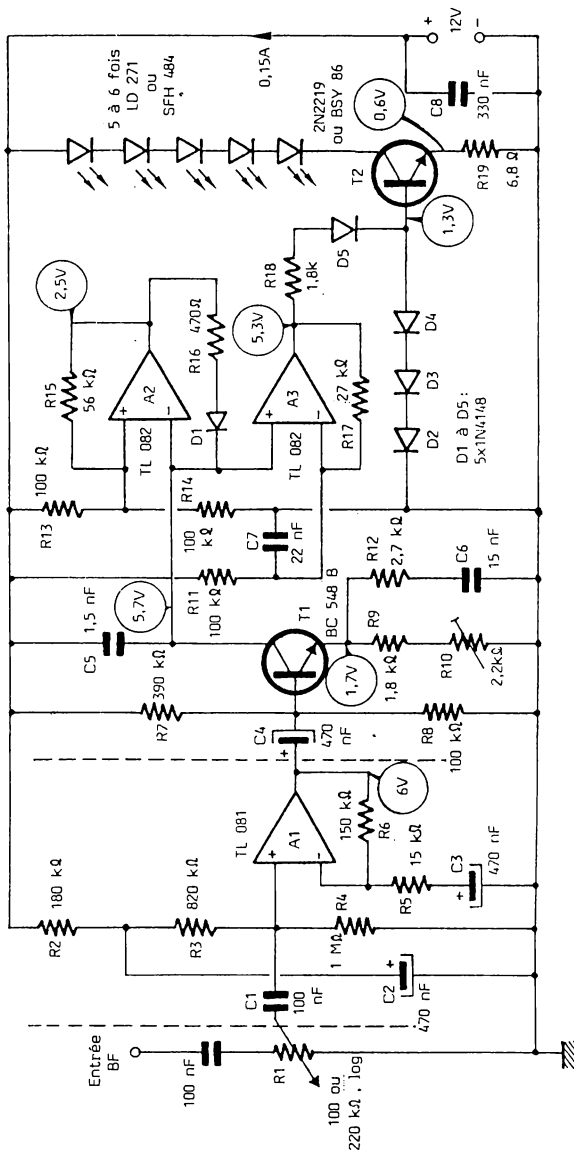 Entrée
BF
100 nF
R1
100 ou
220 kΩ, log
R2
180 kΩ
R3
820 kΩ
C1
100
nF
R4
1 MΩ
C2
+
470
nF
TL 081
+
A1
-
6V
150 kΩ
R6
15 kΩ
R5
C3
+
470
nF
C4
+
470
nF
R7
390 kΩ
R8
100 kΩ
C5
1,5 nF
5,7V
T1
BC 548 B
1,7V
R9
1,8 kΩ
R10
2,2kΩ
R12
2,7 kΩ
C6
15 nF
R11
100
kΩ
C7
22
nF
R13
100 kΩ
R14
100
kΩ
R15
56 kΩ
2,5V
+
A2
-
TL 082
D1
R16
470Ω
+
A3
-
TL 082
5,3V
R17
27 kΩ
R18
1,8k
D5
D2
D3
D4
D1 à D5 :
5x1N4148
1,3V
T2
2N2219
ou BSY 86
0,6V
R19
6,8 Ω
5 à 6 fois
LD 271
ou
SFH 484
0,15A
C8
330 nF
+
12V
-